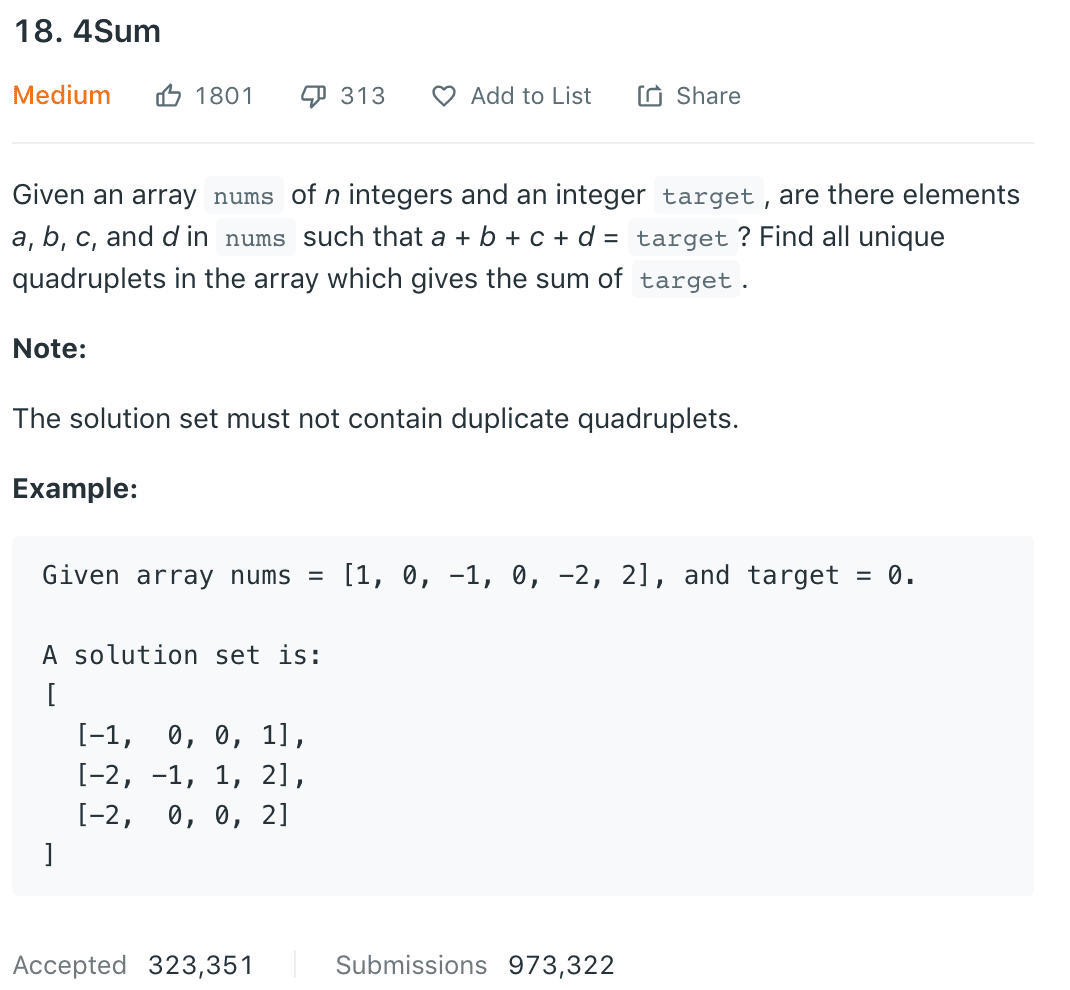 18. 4Sum
Medium 1801 313 Add to List Share
Given an array nums of n integers and an integer target , are there elements
a, b, c, and d in nums such that a + b + c + d = target ? Find all unique
quadruplets in the array which gives the sum of target .
Note:
The solution set must not contain duplicate quadruplets.
Example:
Given array nums = [1, 0, -1, 0, -2, 2], and target = 0.
A solution set is:
[
  [-1,  0, 0, 1],
  [-2, -1, 1, 2],
  [-2,  0, 0, 2]
]
Accepted 323,351 Submissions 973,322